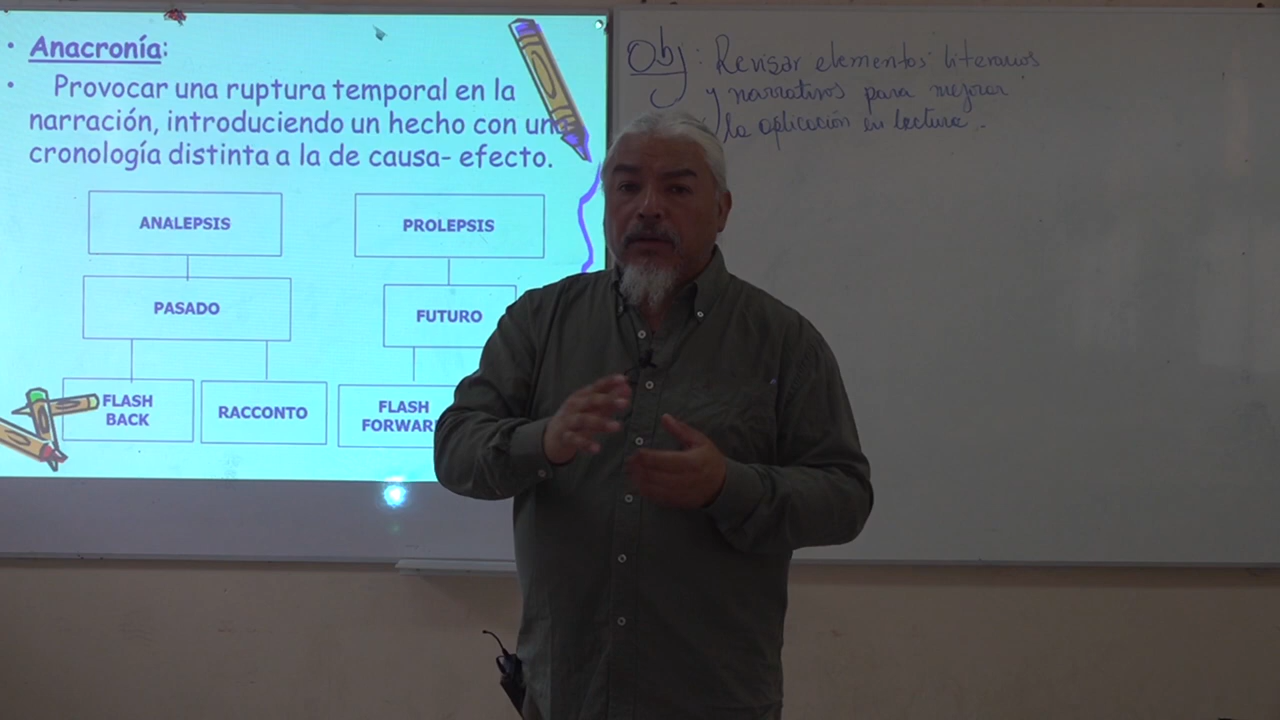 • Anacronía:
• Provocar una ruptura temporal en la
narración, introduciendo un hecho con una
cronología distinta a la de causa- efecto.
ANALEPSIS
PROLEPSIS
PASADO
FUTURO
FLASH
BACK
RACCONTO
FLASH
FORWAR
Obj: Revisar elementos literarios
y narrativos para mejorar
la aplicación en lectura.